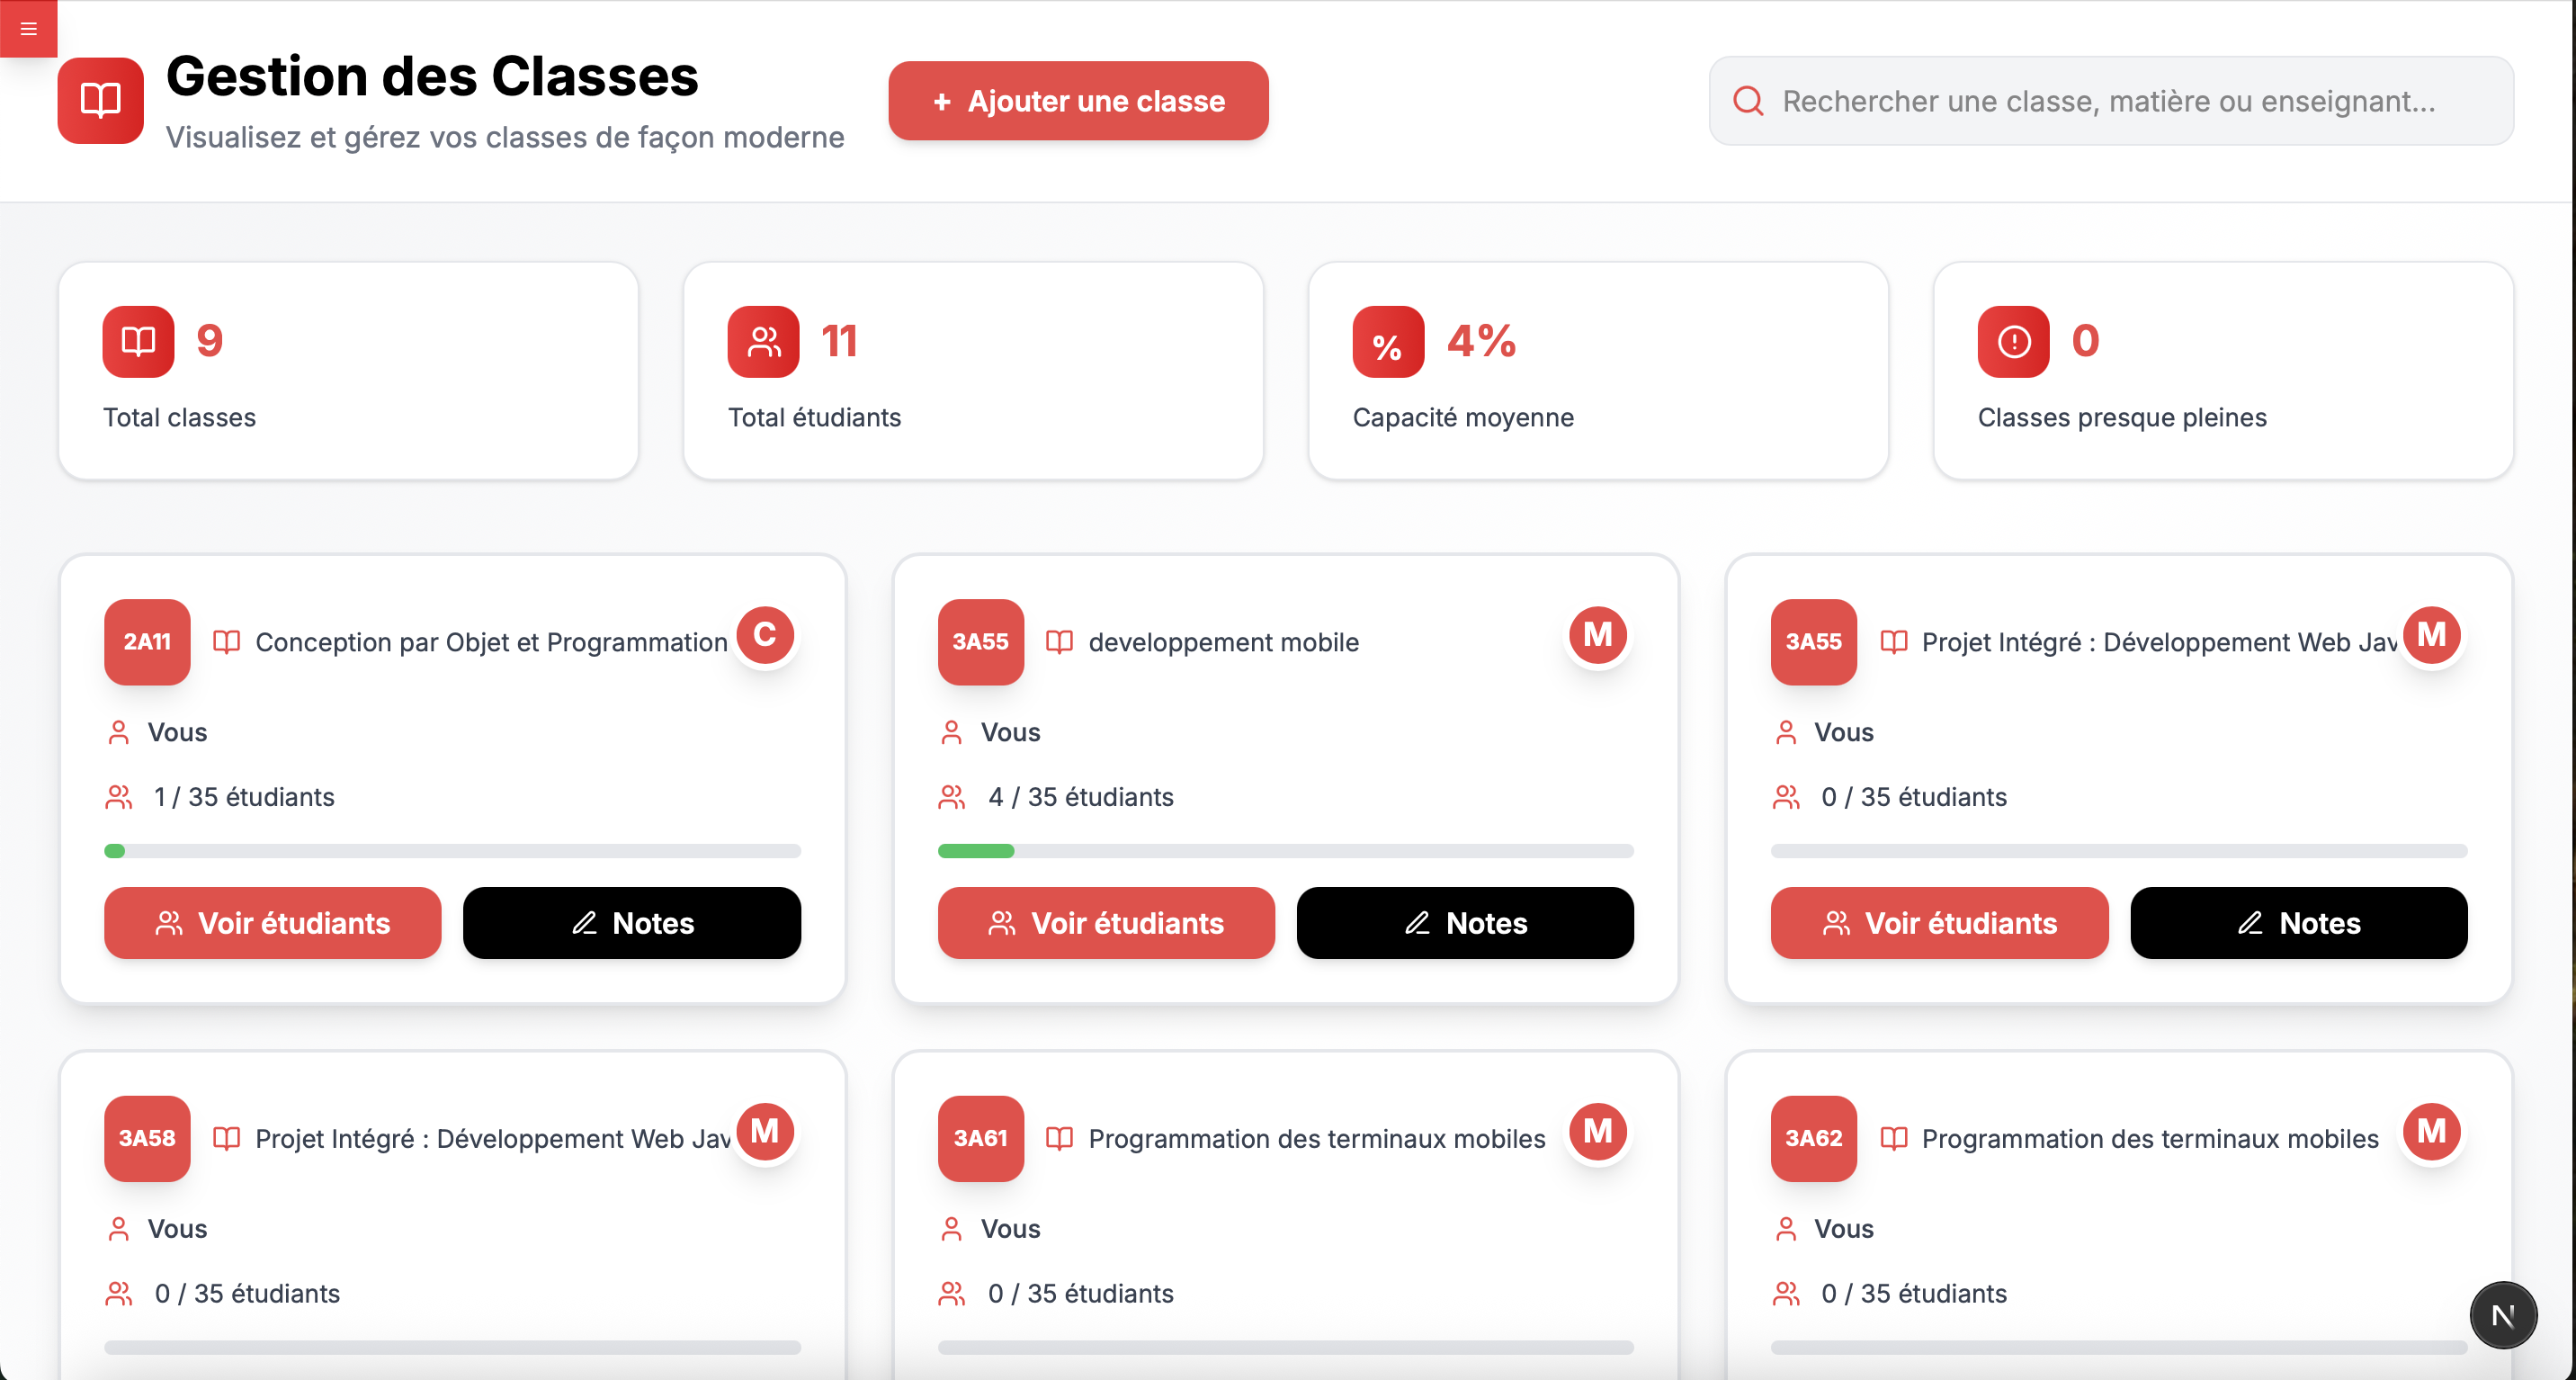 Gestion des Classes
Visualisez et gérez vos classes de façon moderne
+ Ajouter une classe
Rechercher une classe, matière ou enseignant...
9
Total classes
11
Total étudiants
% 4%
Capacité moyenne
0
Classes presque pleines
2A11 Conception par Objet et Programmation C
Vous
1 / 35 étudiants
Voir étudiants Notes
3A55 developpement mobile M
Vous
4 / 35 étudiants
Voir étudiants Notes
3A55 Projet Intégré : Développement Web Jav M
Vous
0 / 35 étudiants
Voir étudiants Notes
3A58 Projet Intégré : Développement Web Jav M
Vous
0 / 35 étudiants
3A61 Programmation des terminaux mobiles M
Vous
0 / 35 étudiants
3A62 Programmation des terminaux mobiles M
Vous
0 / 35 étudiants
N